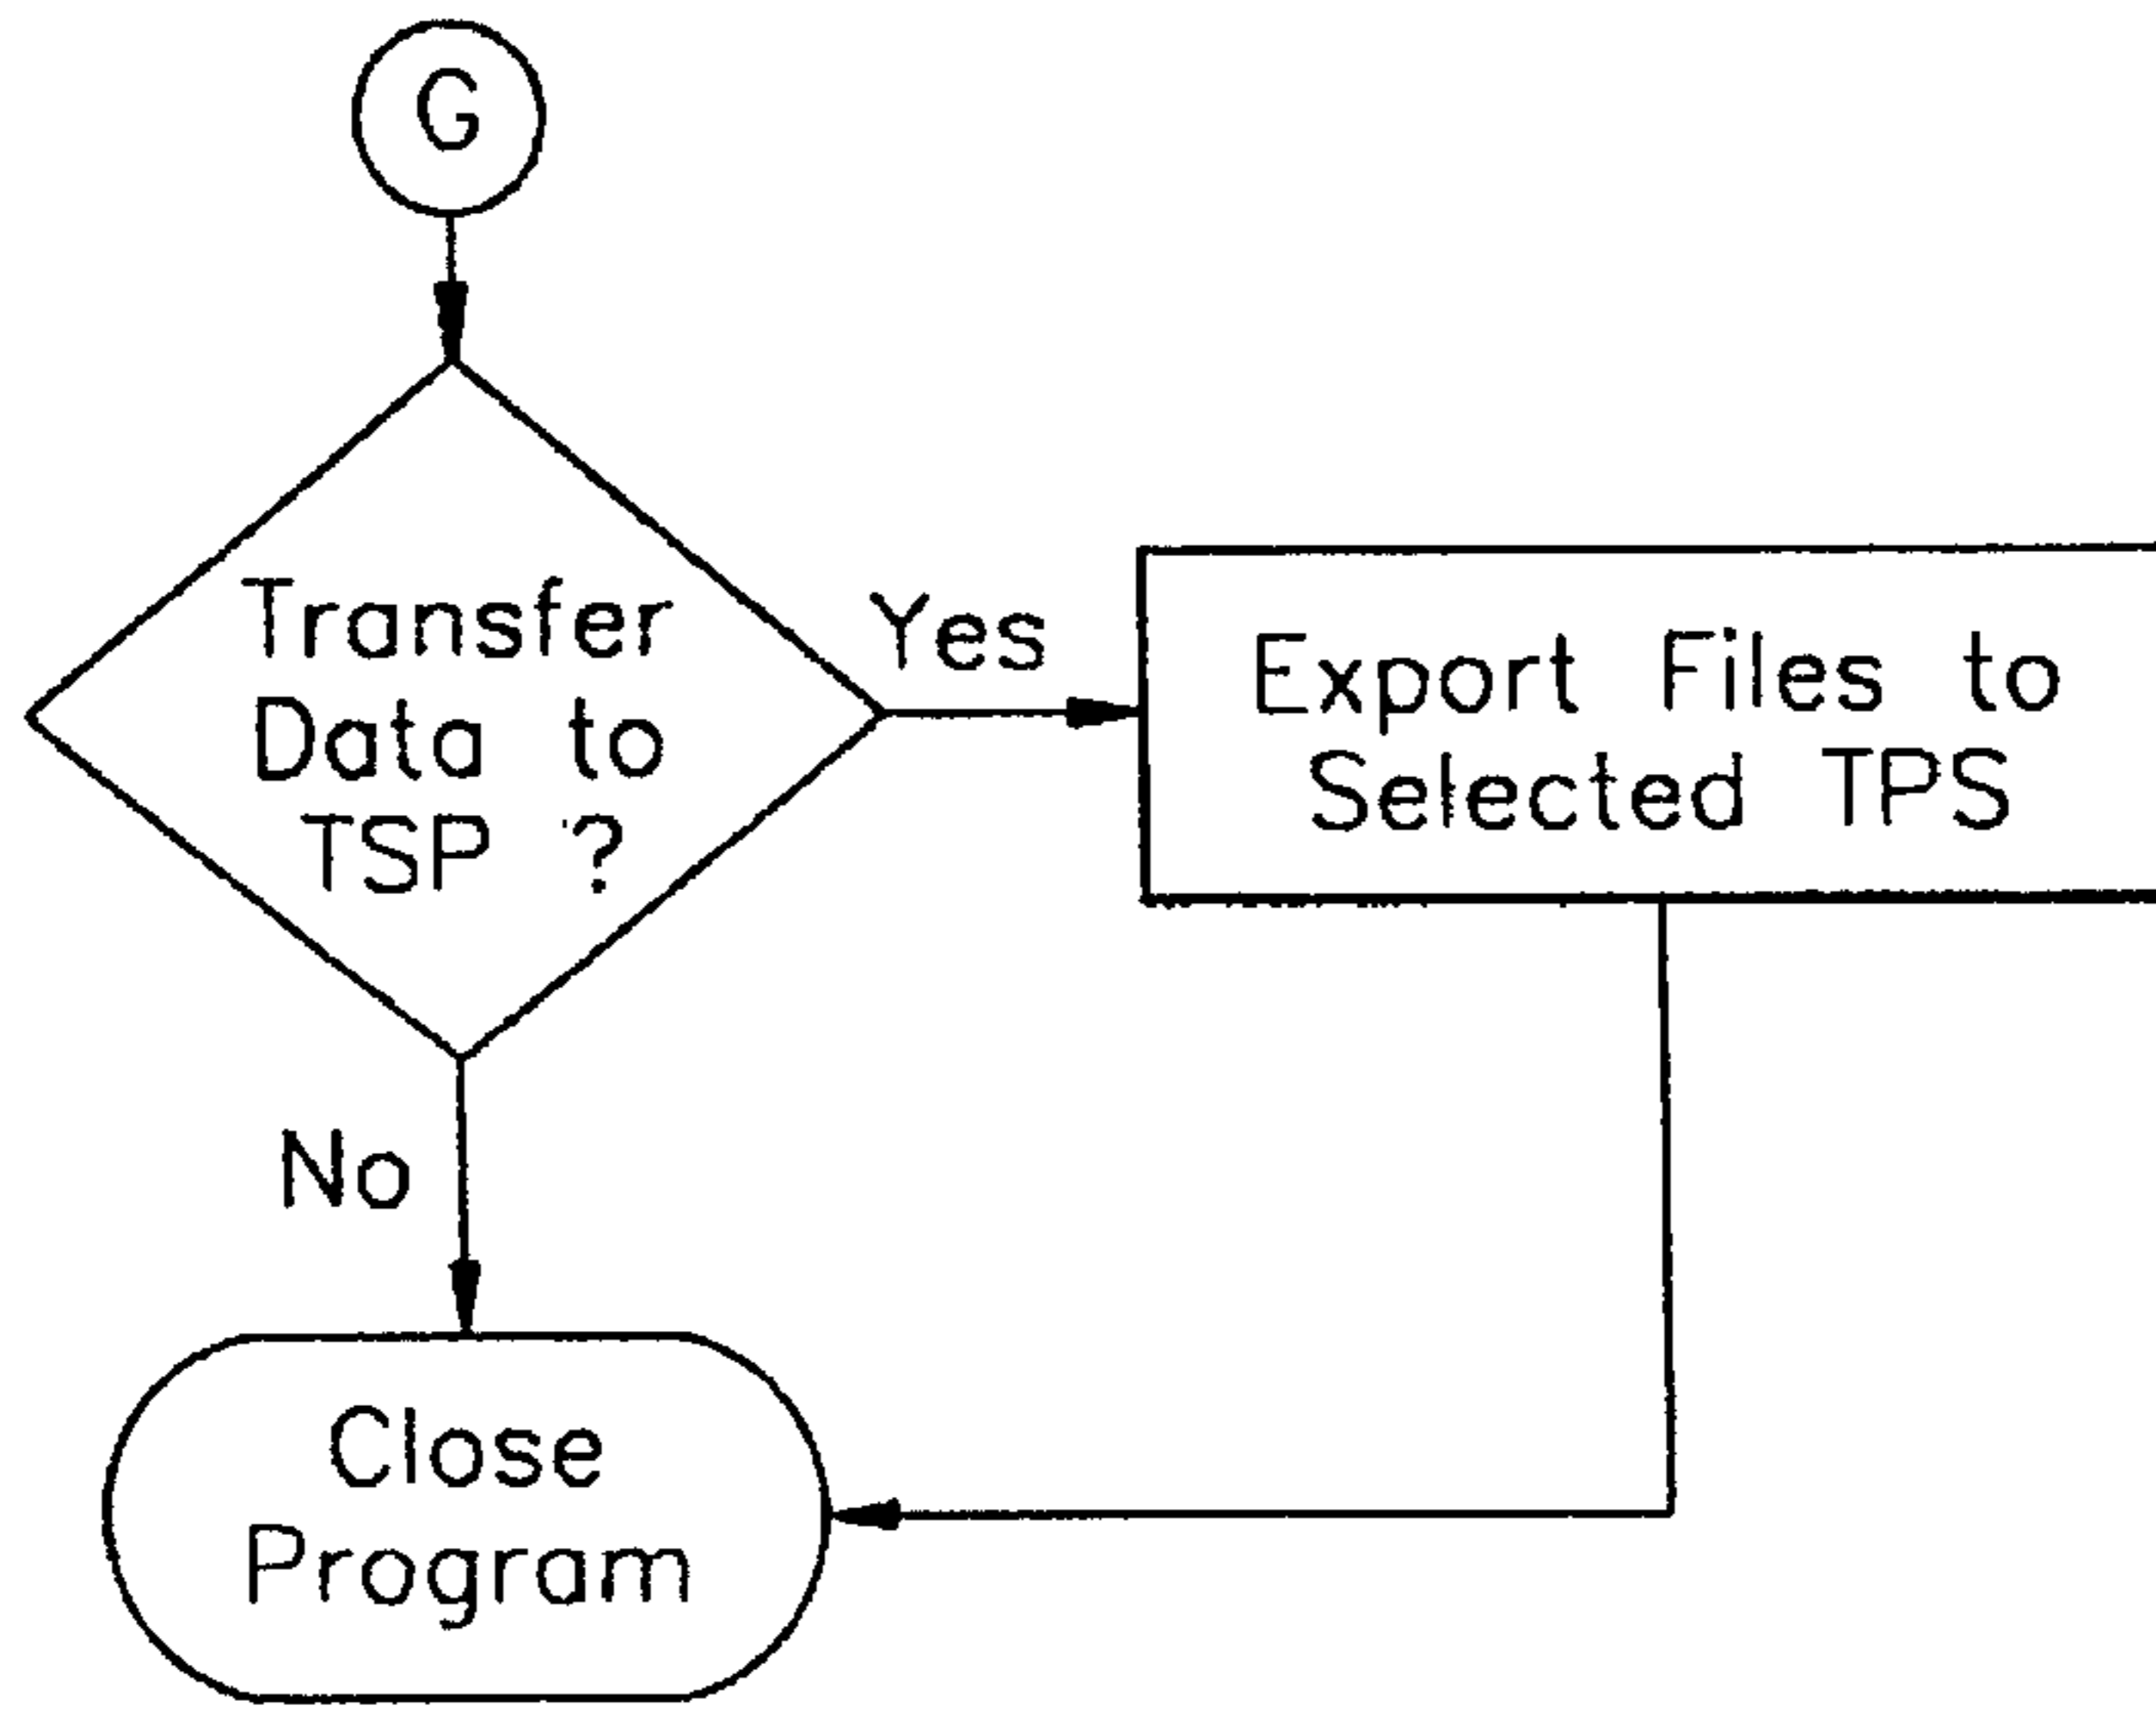 G
Transfer
Data to
TSP ?
Yes
Export Files to
Selected TPS
No
Close
Program